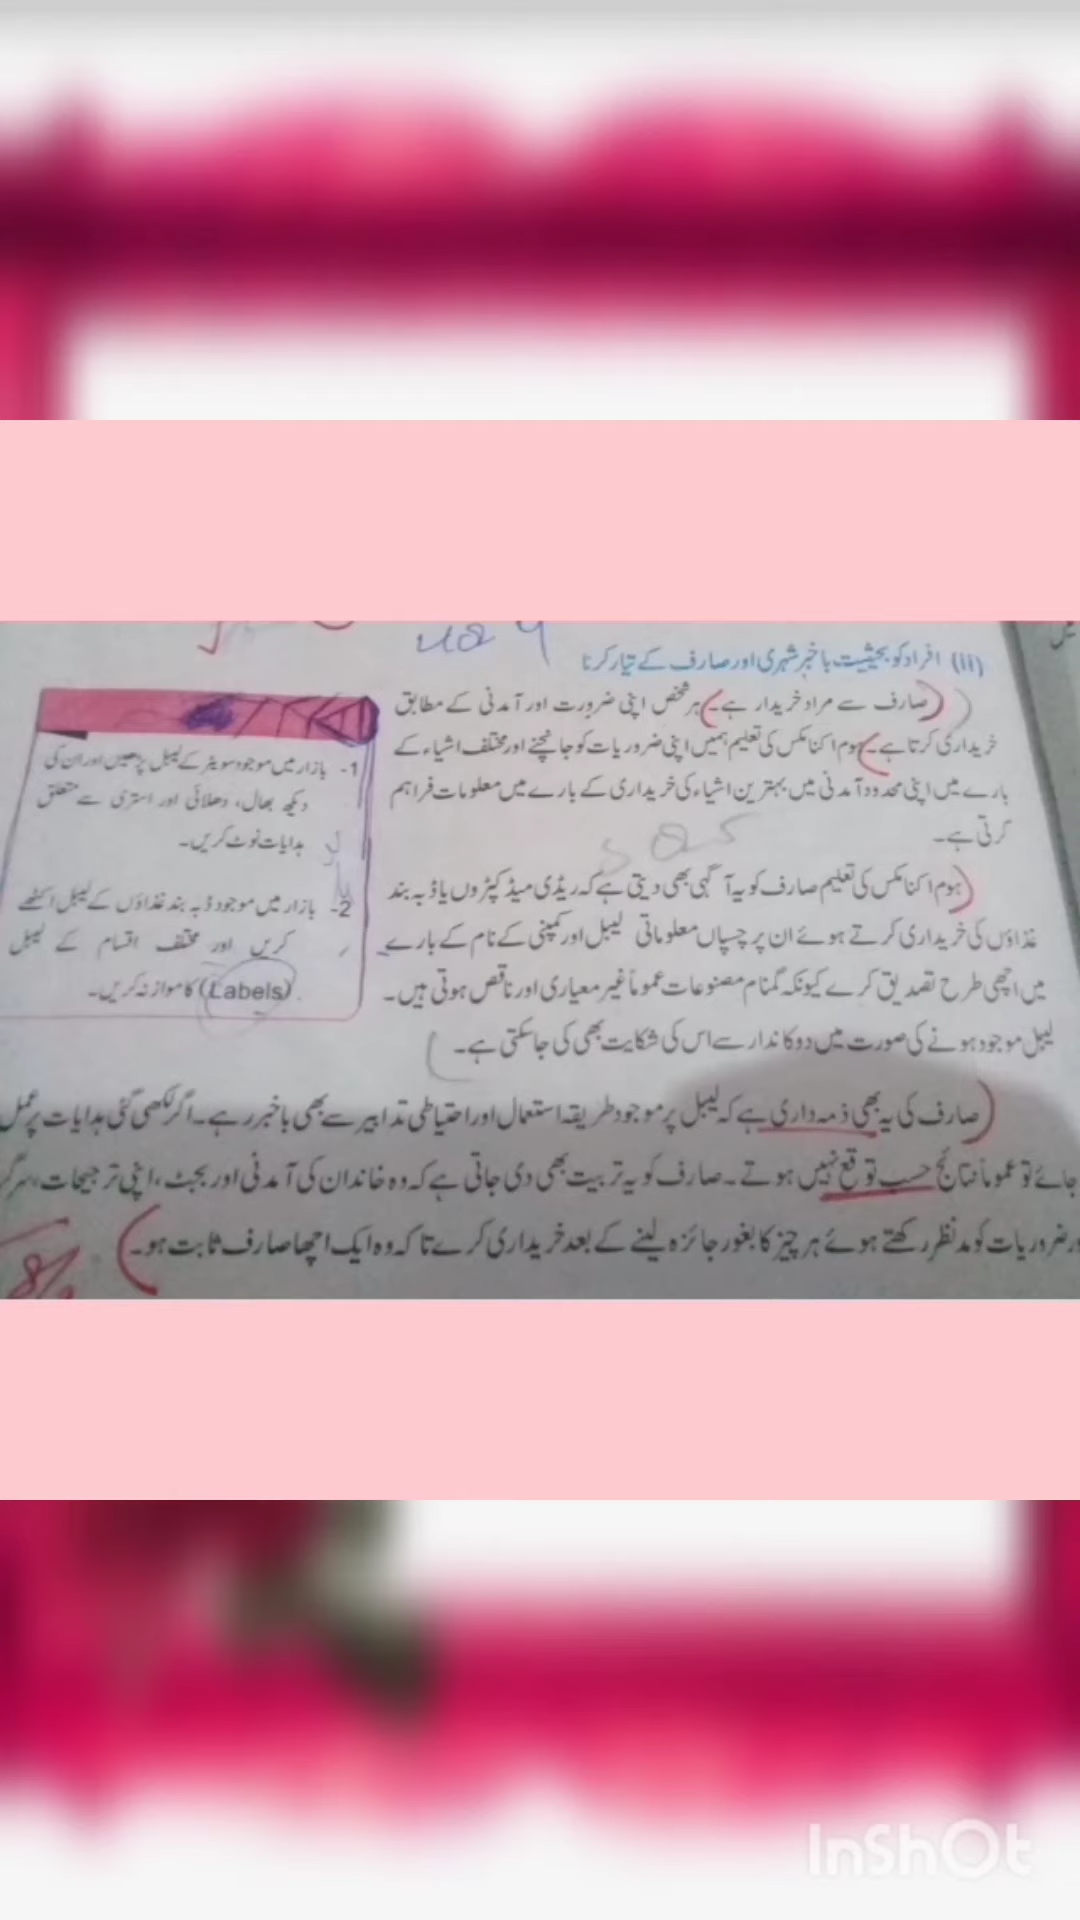 (ii) افراد کو بحیثیت باخبر شہری اور صارف کے تیار کرنا
صارف سے مراد خریدار ہے۔ ہر شخص اپنی ضرورت اور آمدنی کے مطابق
خریداری کرتا ہے۔ ہوم اکنامکس کی تعلیم ہمیں اپنی ضروریات کو جانچنے اور مختلف اشیاء کے
بارے میں اپنی محدود آمدنی میں بہترین اشیاء کی خریداری کے بارے میں معلومات فراہم
کرتی ہے۔
ہوم اکنامکس کی تعلیم صارف کو یہ آگہی بھی دیتی ہے کہ ریڈی میڈ کپڑوں یا ڈبہ بند
غذاؤں کی خریداری کرتے ہوئے ان پر چسپاں معلوماتی لیبل اور کمپنی کے نام کے بارے
میں اچھی طرح تصدیق کرے کیونکہ گمنام مصنوعات عموماً غیر معیاری اور ناقص ہوتی ہیں۔
لیبل موجود ہونے کی صورت میں دوکاندار سے اس کی شکایت بھی کی جاسکتی ہے۔
1- بازار میں موجود سویٹر کے لیبل پڑھیں اور ان کی
دیکھ بھال، دھلائی اور استری سے متعلق
ہدایات نوٹ کریں۔
2- بازار میں موجود ڈبہ بند غذاؤں کے لیبل اکٹھے
کریں اور مختلف اقسام کے لیبل
(Labels) کا موازنہ کریں۔
صارف کی یہ بھی ذمہ داری ہے کہ لیبل پر موجود طریقہ استعمال اور احتیاطی تدابیر سے بھی باخبر رہے۔ اگر لکھی گئی ہدایات پر عمل
جائے تو عموماً نتائج حسب توقع نہیں ہوتے۔ صارف کو یہ تربیت بھی دی جاتی ہے کہ وہ خاندان کی آمدنی اور بجٹ، اپنی ترجیحات،
ضروریات کو مدنظر رکھتے ہوئے ہر چیز کا بغور جائزہ لینے کے بعد خریداری کرے تاکہ وہ ایک اچھا صارف ثابت ہو۔
InShOt